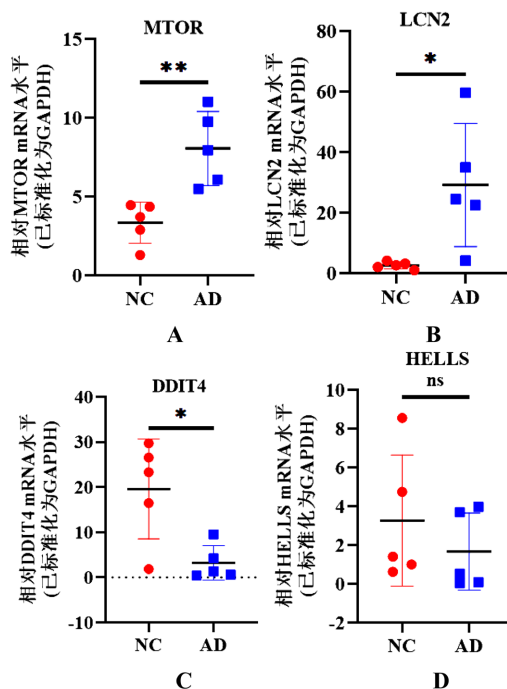 MTOR
**
相对MTOR mRNA水平
(已标准化为GAPDH)
15
10
5
0
NC
AD
A
LCN2
*
相对LCN2 mRNA水平
(已标准化为GAPDH)
80
60
40
20
0
NC
AD
B
DDIT4
*
相对DDIT4 mRNA水平
(已标准化为GAPDH)
40
30
20
10
0
-10
NC
AD
C
HELLS
ns
相对HELLS mRNA水平
(已标准化为GAPDH)
10
8
6
4
2
0
-2
NC
AD
D